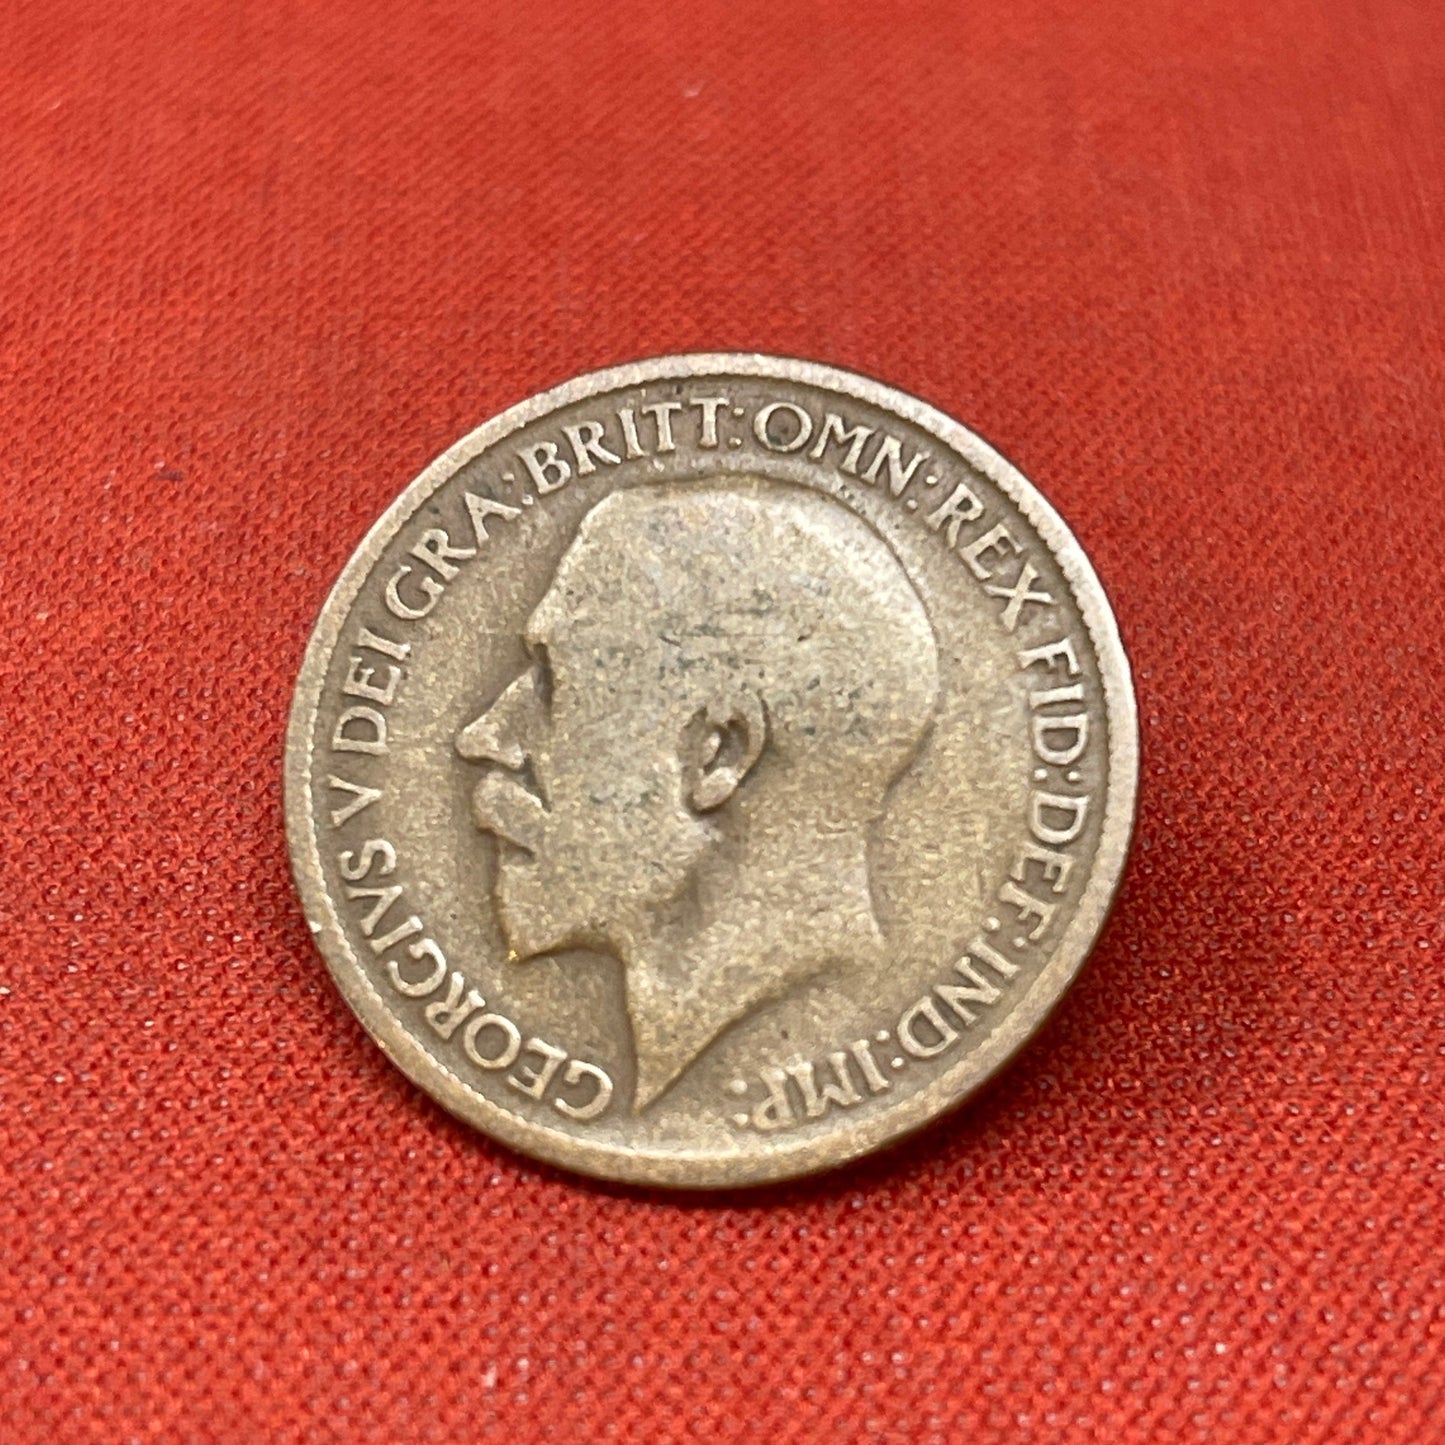 GEORGIVS V DEI GRA: BRITT: OMN: REX FID: DEF: IND: IMP: